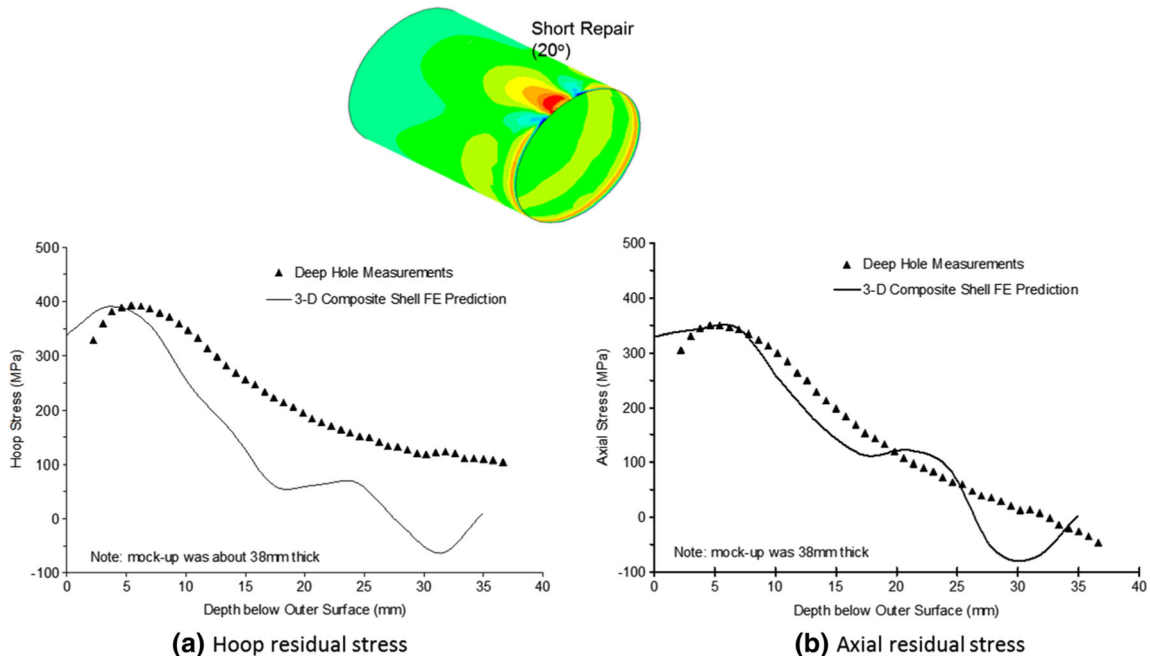 Short Repair
(20°)
500
400
300
200
100
0
-100
Hoop Stress (MPa)
▲ Deep Hole Measurements
3-D Composite Shell FE Prediction
Note: mock-up was about 38mm thick
0 5 10 15 20 25 30 35 40
Depth below Outer Surface (mm)
(a) Hoop residual stress
500
400
300
200
100
0
-100
Axial Stress (MPa)
▲ Deep Hole Measurements
3-D Composite Shell FE Prediction
Note: mock-up was 38mm thick
0 5 10 15 20 25 30 35 40
Depth below Outer Surface (mm)
(b) Axial residual stress